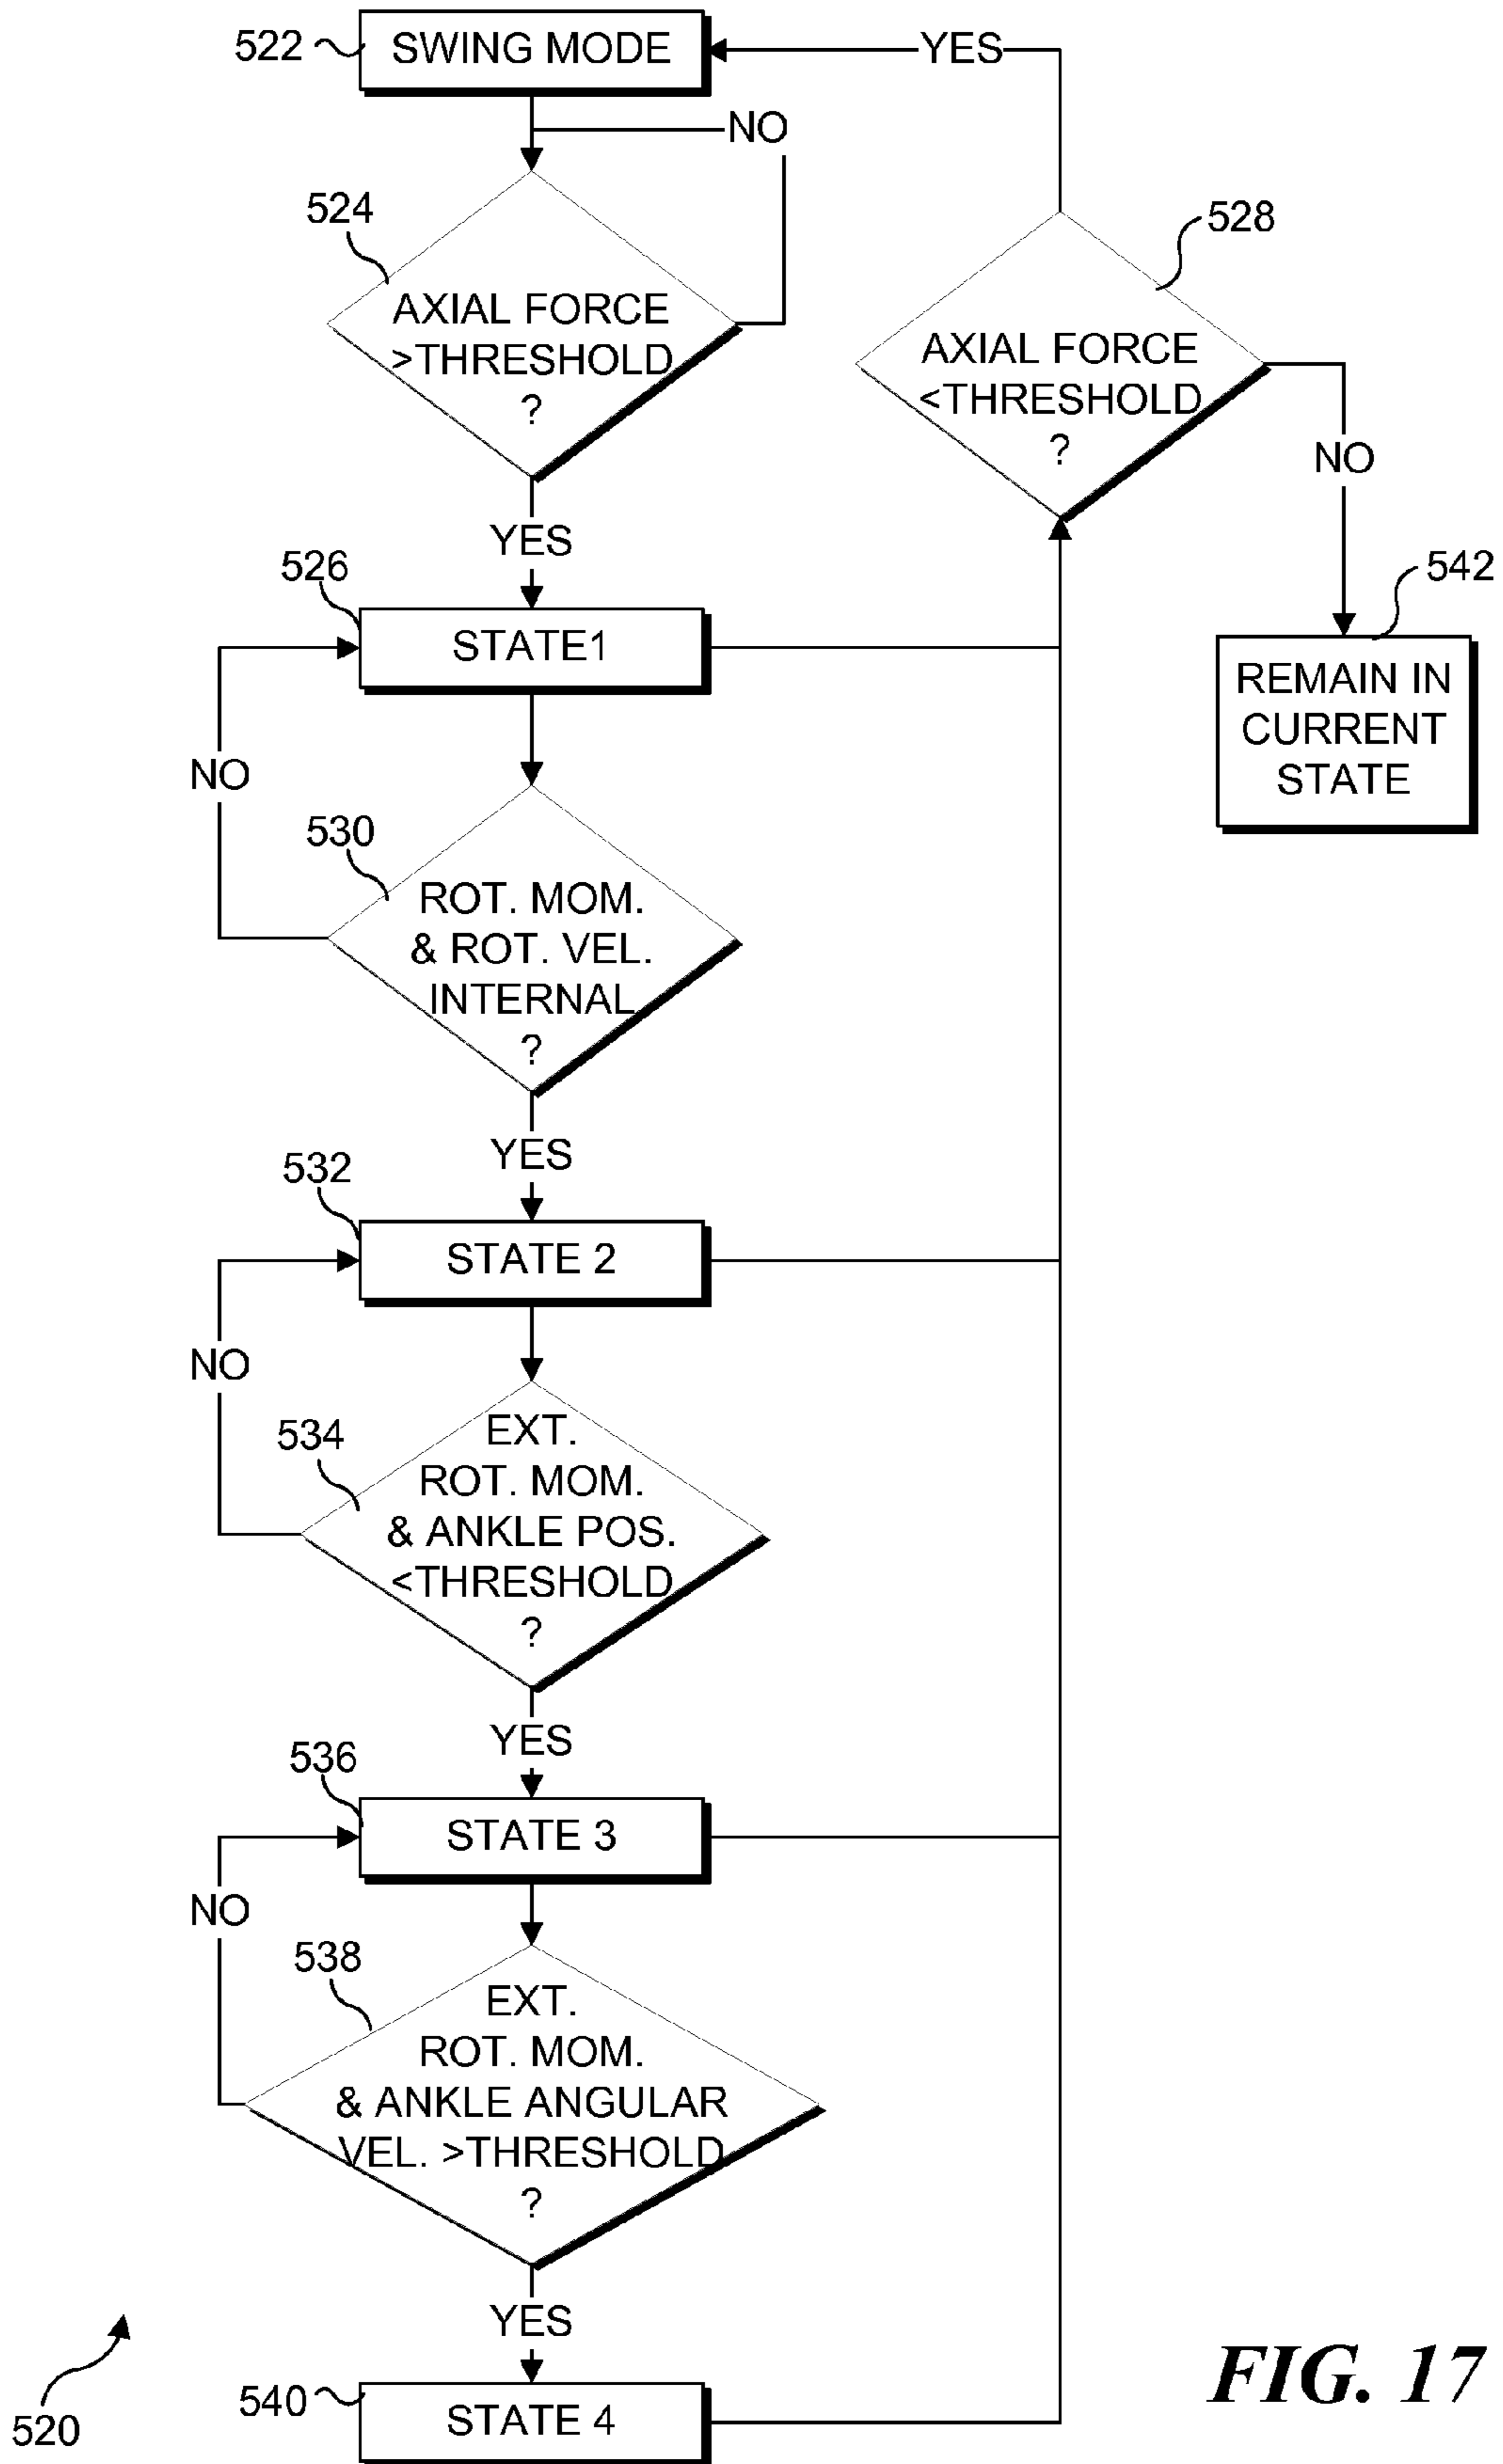 522
SWING MODE
YES
NO
524
AXIAL FORCE
>THRESHOLD
?
528
AXIAL FORCE
<THRESHOLD
?
NO
YES
526
STATE1
542
REMAIN IN
CURRENT
STATE
NO
530
ROT. MOM.
& ROT. VEL.
INTERNAL
?
YES
532
STATE 2
NO
534
EXT.
ROT. MOM.
& ANKLE POS.
<THRESHOLD
?
YES
536
STATE 3
NO
538
EXT.
ROT. MOM.
& ANKLE ANGULAR
VEL. >THRESHOLD
?
YES
540
STATE 4
520
FIG. 17